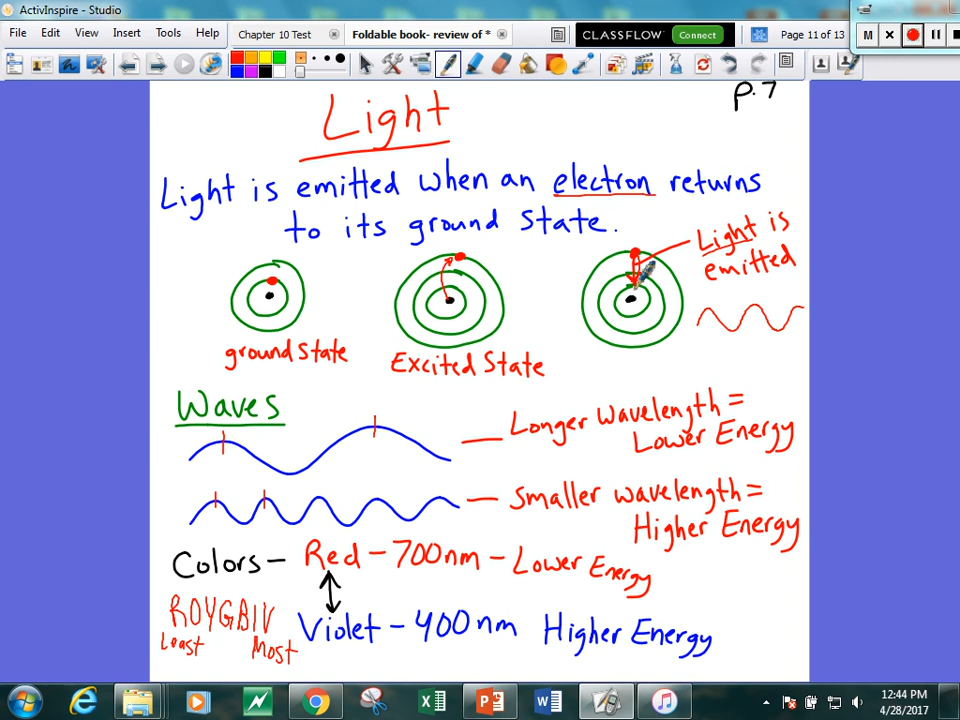 ActivInspire - Studio
File Edit View Insert Tools Help
Chapter 10 Test
Foldable book- review of *
CLASSFLOW Connect
Page 11 of 13
M
p.7
Light
Light is emitted when an electron returns
to its ground State.
Light is
emitted
ground State
Excited State
Waves
Longer wavelength =
Lower Energy
Smaller wavelength =
Higher Energy
Colors- Red - 700nm - Lower Energy
ROYGBIV
Least Most
Violet - 400nm Higher Energy
12:44 PM
4/28/2017